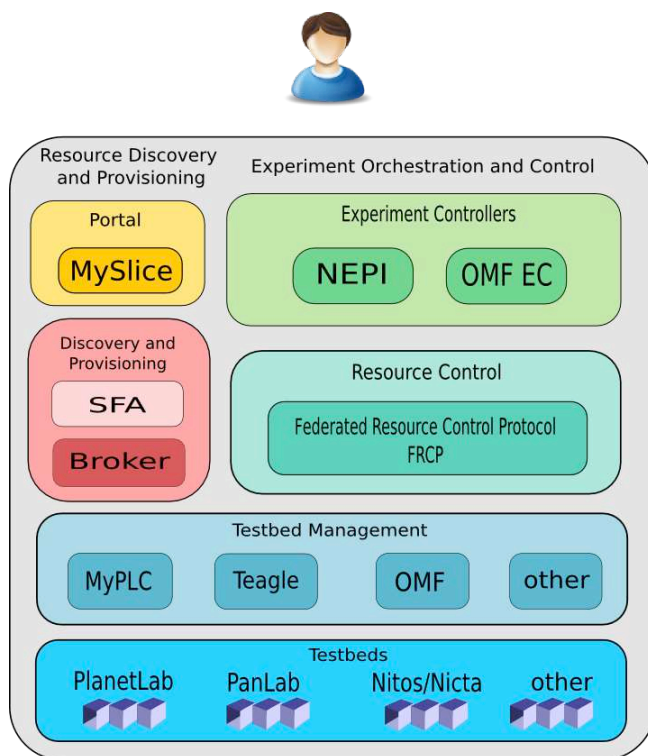 Resource Discovery
and Provisioning
Experiment Orchestration and Control
Portal
MySlice
Experiment Controllers
NEPI
OMF EC
Discovery and
Provisioning
SFA
Broker
Resource Control
Federated Resource Control Protocol
FRCP
Testbed Management
MyPLC
Teagle
OMF
other
Testbeds
PlanetLab
PanLab
Nitos/Nicta
other